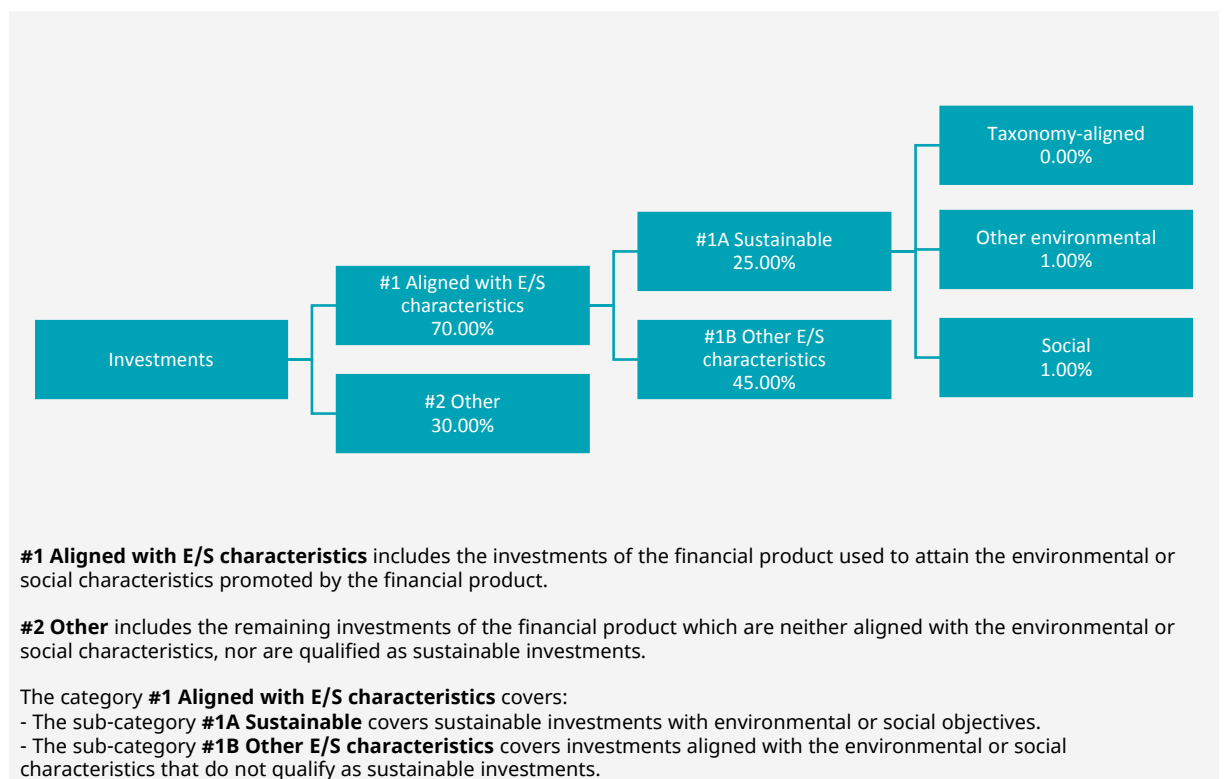 Taxonomy-aligned
0.00%
#1A Sustainable
25.00%
Other environmental
1.00%
#1 Aligned with E/S
characteristics
70.00%
Investments
#1B Other E/S
characteristics
45.00%
Social
1.00%
#2 Other
30.00%
#1 Aligned with E/S characteristics includes the investments of the financial product used to attain the environmental or
social characteristics promoted by the financial product.
#2 Other includes the remaining investments of the financial product which are neither aligned with the environmental or
social characteristics, nor are qualified as sustainable investments.
The category #1 Aligned with E/S characteristics covers:
- The sub-category #1A Sustainable covers sustainable investments with environmental or social objectives.
- The sub-category #1B Other E/S characteristics covers investments aligned with the environmental or social
characteristics that do not qualify as sustainable investments.